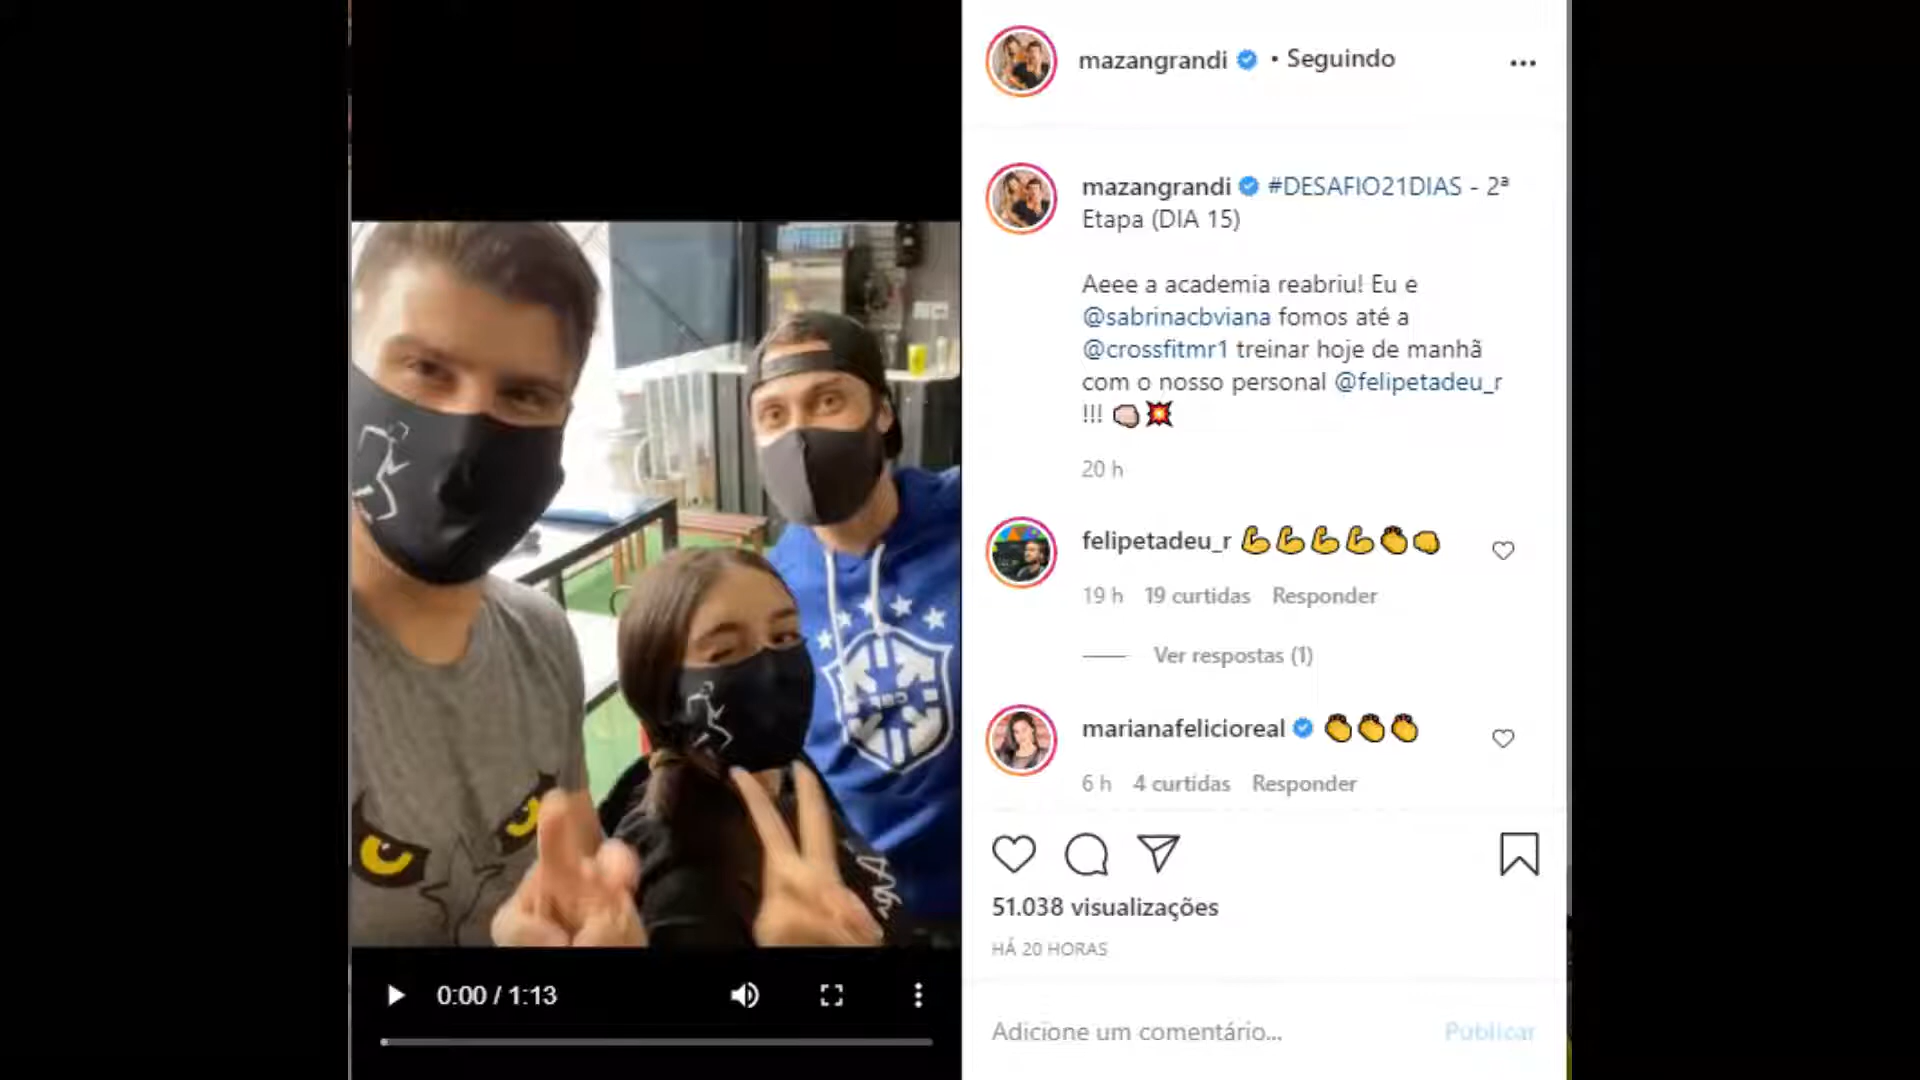 mazangrandi • Seguindo
mazangrandi #DESAFIO21DIAS - 2ª
Etapa (DIA 15)
Aeee a academia reabriu! Eu e
@sabrinacbviana fomos até a
@crossfitmr1 treinar hoje de manhã
com o nosso personal @felipetadeu_r
!!! 👊💥
20 h
felipetadeu_r 💪💪💪💪👏👊
19 h 19 curtidas Responder
Ver respostas (1)
marianafelicioreal 👏👏👏
6 h 4 curtidas Responder
51.038 visualizações
HÁ 20 HORAS
Adicione um comentário... Publicar
CBF
0:00 / 1:13